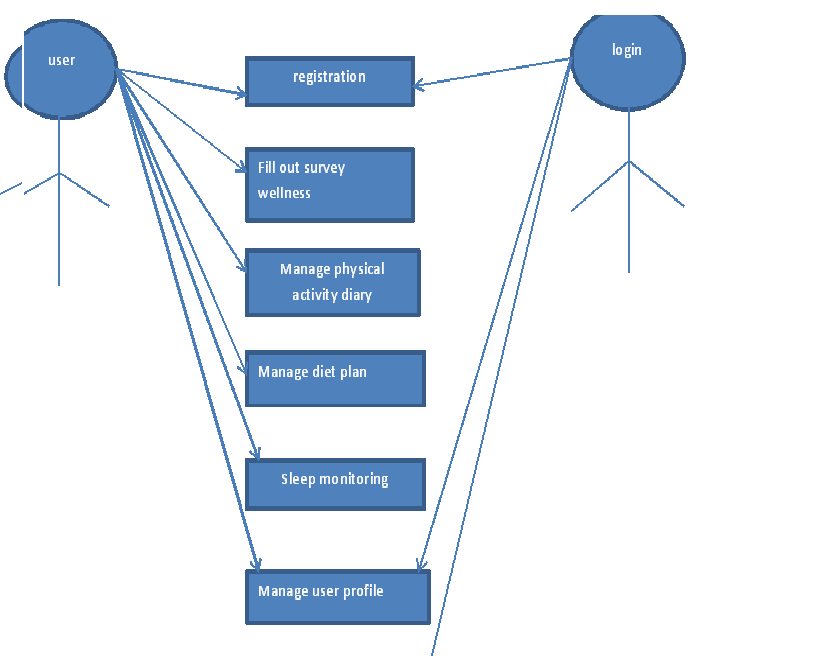 user
login
registration
Fill out survey
wellness
Manage physical
activity diary
Manage diet plan
Sleep monitoring
Manage user profile